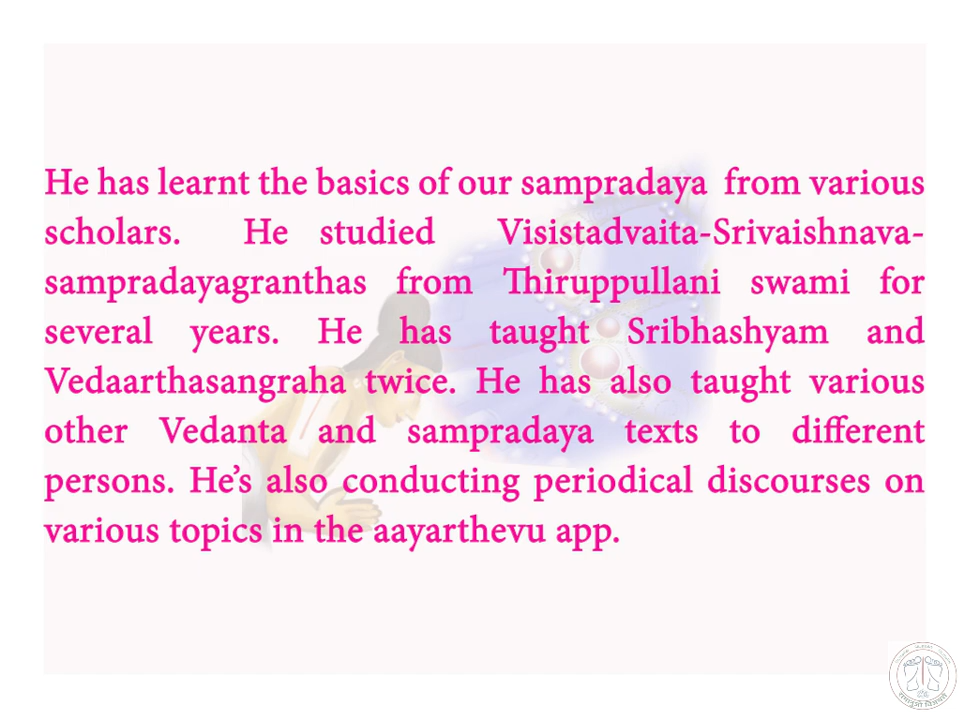 He has learnt the basics of our sampradaya from various
scholars. He studied Visistadvaita-Srivaishnava-
sampradayagranthas from Thiruppullani swami for
several years. He has taught Sribhashyam and
Vedaarthasangraha twice. He has also taught various
other Vedanta and sampradaya texts to different
persons. He’s also conducting periodical discourses on
various topics in the aayarthevu app.